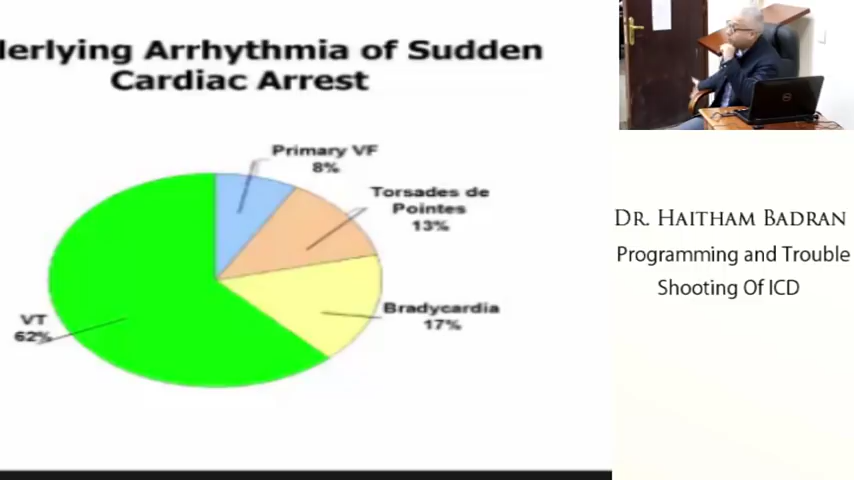 derlying Arrhythmia of Sudden
Cardiac Arrest
Primary VF
8%
Torsades de
Pointes
13%
Bradycardia
17%
VT
62%
DR. HAITHAM BADRAN
Programming and Trouble
Shooting Of ICD